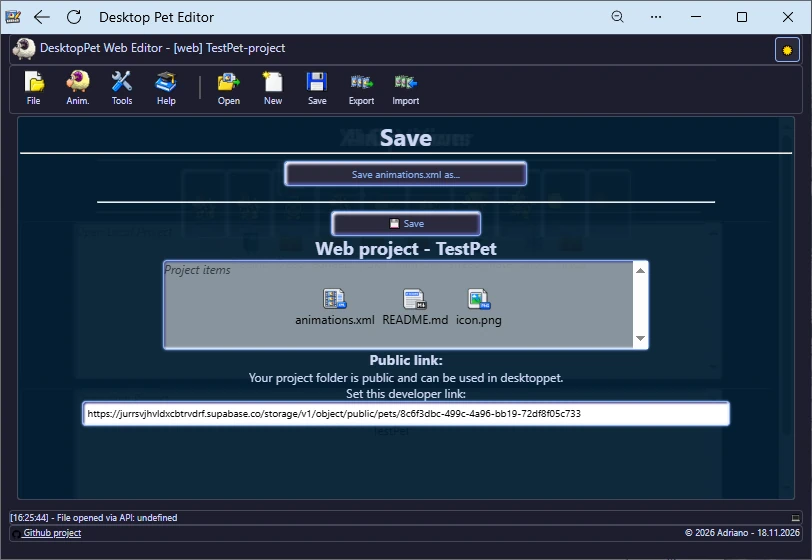 Desktop Pet Editor
DesktopPet Web Editor - [web] TestPet-project
File Anim. Tools Help Open New Save Export Import
Save
Save animations.xml as...
Save
Web project - TestPet
Project items
animations.xml README.md icon.png
Public link:
Your project folder is public and can be used in desktoppet.
Set this developer link:
https://jurrsvjhvldxcbtrvdrf.supabase.co/storage/v1/object/public/pets/8c6f3dbc-499c-4a96-bb19-72df8f05c733
TestPet
[16:25:44] - File opened via API: undefined
Github project © 2026 Adriano - 18.11.2026